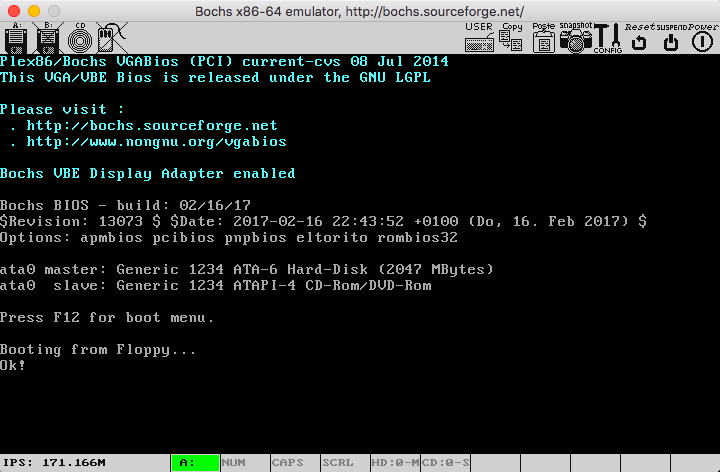 Bochs x86-64 emulator, http://bochs.sourceforge.net/
A: B: CD USER Copy Paste Snapshot CONFIG Reset SUSPEND Power
Plex86/Bochs VGABios (PCI) current-cvs 08 Jul 2014
This VGA/VBE Bios is released under the GNU LGPL
Please visit :
. http://bochs.sourceforge.net
. http://www.nongnu.org/vgabios
Bochs VBE Display Adapter enabled
Bochs BIOS - build: 02/16/17
$Revision: 13073 $ $Date: 2017-02-16 22:43:52 +0100 (Do, 16. Feb 2017) $
Options: apmbios pcibios pnpbios eltorito rombios32
ata0 master: Generic 1234 ATA-6 Hard-Disk (2047 MBytes)
ata0  slave: Generic 1234 ATAPI-4 CD-Rom/DVD-Rom
Press F12 for boot menu.
Booting from Floppy...
Ok!
IPS: 171.166M A: NUM CAPS SCRL HD:0-M CD:0-S